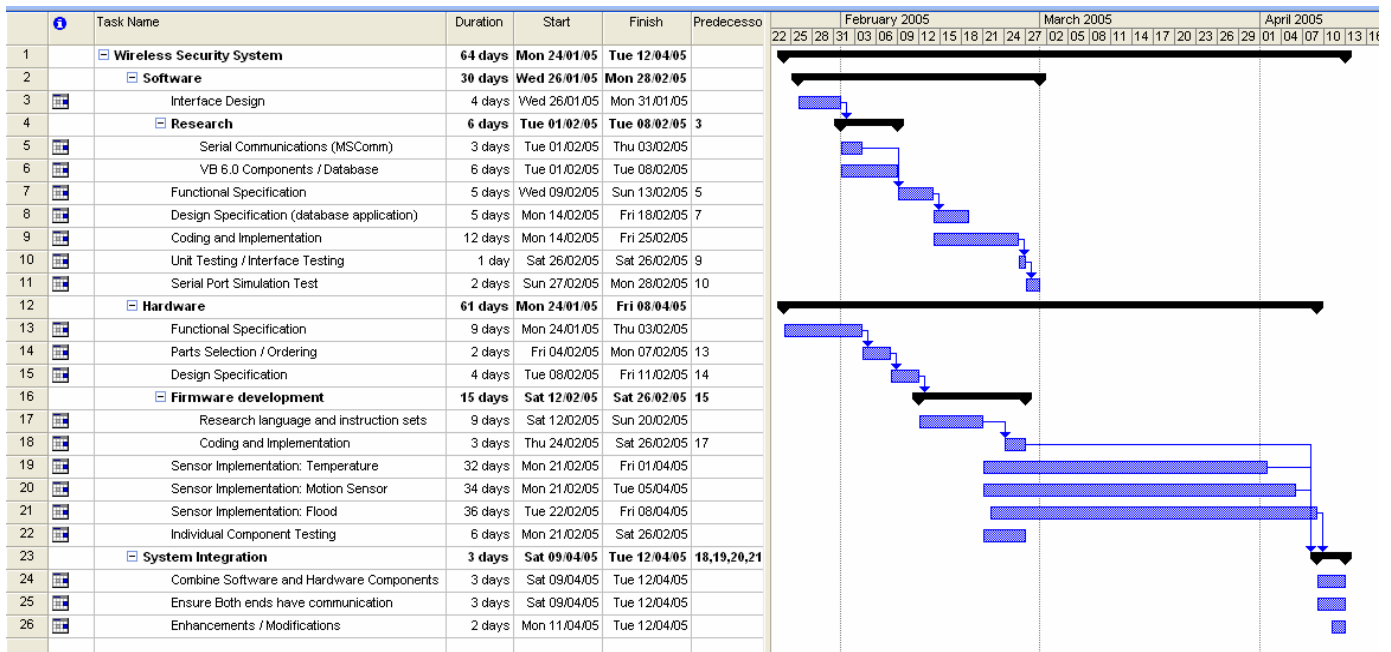 Task Name Duration Start Finish Predecesso
February 2005 March 2005 April 2005
22 25 28 31 03 06 09 12 15 18 21 24 27 02 05 08 11 14 17 20 23 26 29 01 04 07 10 13 16
1 Wireless Security System 64 days Mon 24/01/05 Tue 12/04/05
2 Software 30 days Wed 26/01/05 Mon 28/02/05
3 Interface Design 4 days Wed 26/01/05 Mon 31/01/05
4 Research 6 days Tue 01/02/05 Tue 08/02/05 3
5 Serial Communications (MSComm) 3 days Tue 01/02/05 Thu 03/02/05
6 VB 6.0 Components / Database 6 days Tue 01/02/05 Tue 08/02/05
7 Functional Specification 5 days Wed 09/02/05 Sun 13/02/05 5
8 Design Specification (database application) 5 days Mon 14/02/05 Fri 18/02/05 7
9 Coding and Implementation 12 days Mon 14/02/05 Fri 25/02/05
10 Unit Testing / Interface Testing 1 day Sat 26/02/05 Sat 26/02/05 9
11 Serial Port Simulation Test 2 days Sun 27/02/05 Mon 28/02/05 10
12 Hardware 61 days Mon 24/01/05 Fri 08/04/05
13 Functional Specification 9 days Mon 24/01/05 Thu 03/02/05
14 Parts Selection / Ordering 2 days Fri 04/02/05 Mon 07/02/05 13
15 Design Specification 4 days Tue 08/02/05 Fri 11/02/05 14
16 Firmware development 15 days Sat 12/02/05 Sat 26/02/05 15
17 Research language and instruction sets 9 days Sat 12/02/05 Sun 20/02/05
18 Coding and Implementation 3 days Thu 24/02/05 Sat 26/02/05 17
19 Sensor Implementation: Temperature 32 days Mon 21/02/05 Fri 01/04/05
20 Sensor Implementation: Motion Sensor 34 days Mon 21/02/05 Tue 05/04/05
21 Sensor Implementation: Flood 36 days Tue 22/02/05 Fri 08/04/05
22 Individual Component Testing 6 days Mon 21/02/05 Sat 26/02/05
23 System Integration 3 days Sat 09/04/05 Tue 12/04/05 18,19,20,21
24 Combine Software and Hardware Components 3 days Sat 09/04/05 Tue 12/04/05
25 Ensure Both ends have communication 3 days Sat 09/04/05 Tue 12/04/05
26 Enhancements / Modifications 2 days Mon 11/04/05 Tue 12/04/05